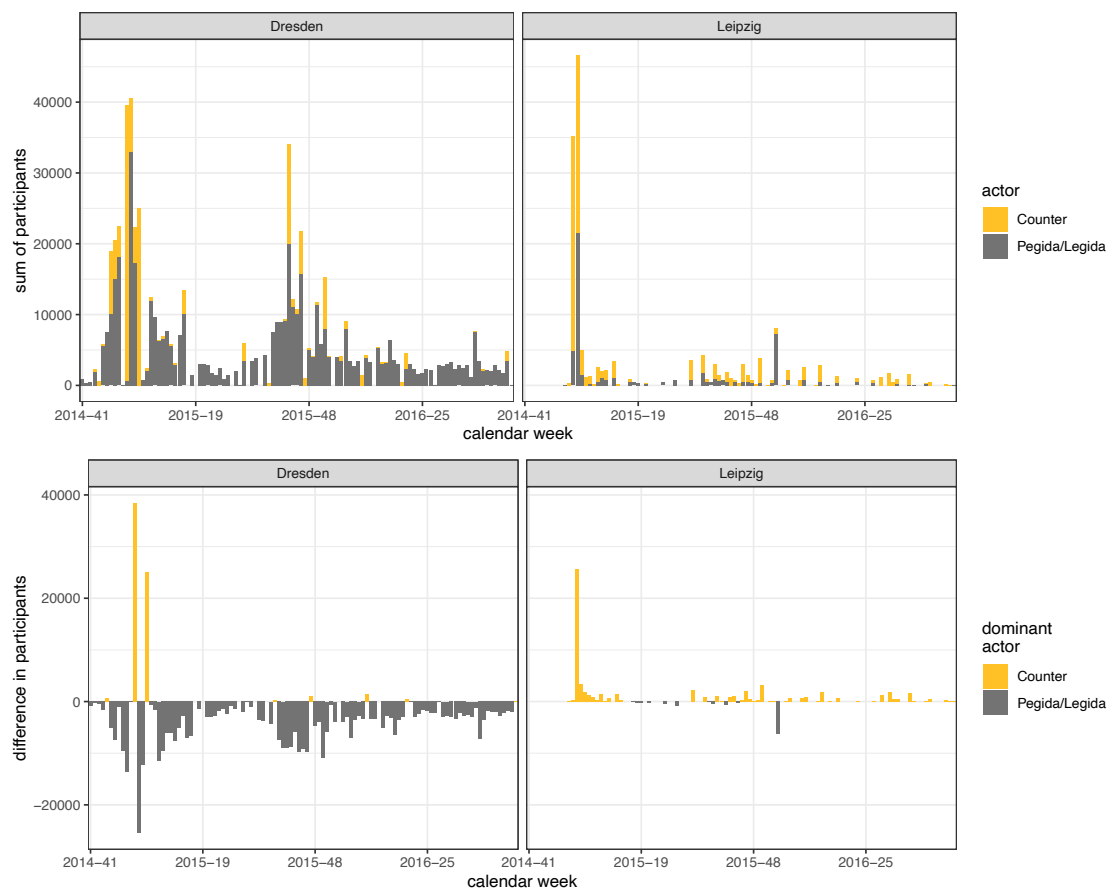 Dresden
Leipzig
sum of participants
40000
30000
20000
10000
0
2014–41
2015–19
2015–48
2016–25
2014–41
2015–19
2015–48
2016–25
calendar week
actor
Counter
Pegida/Legida
Dresden
Leipzig
difference in participants
40000
20000
0
−20000
2014–41
2015–19
2015–48
2016–25
2014–41
2015–19
2015–48
2016–25
calendar week
dominant
actor
Counter
Pegida/Legida